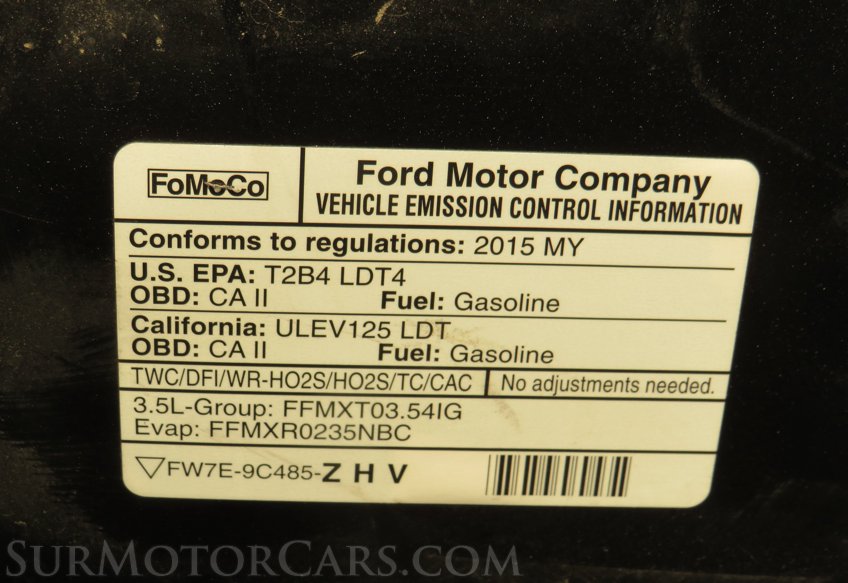 FoMoCo
Ford Motor Company
VEHICLE EMISSION CONTROL INFORMATION
Conforms to regulations: 2015 MY
U.S. EPA: T2B4 LDT4
OBD: CA II Fuel: Gasoline
California: ULEV125 LDT
OBD: CA II Fuel: Gasoline
TWC/DFI/WR-HO2S/HO2S/TC/CAC No adjustments needed.
3.5L-Group: FFMXT03.54IG
Evap: FFMXR0235NBC
FW7E-9C485-Z H V
SurMotorCars.com